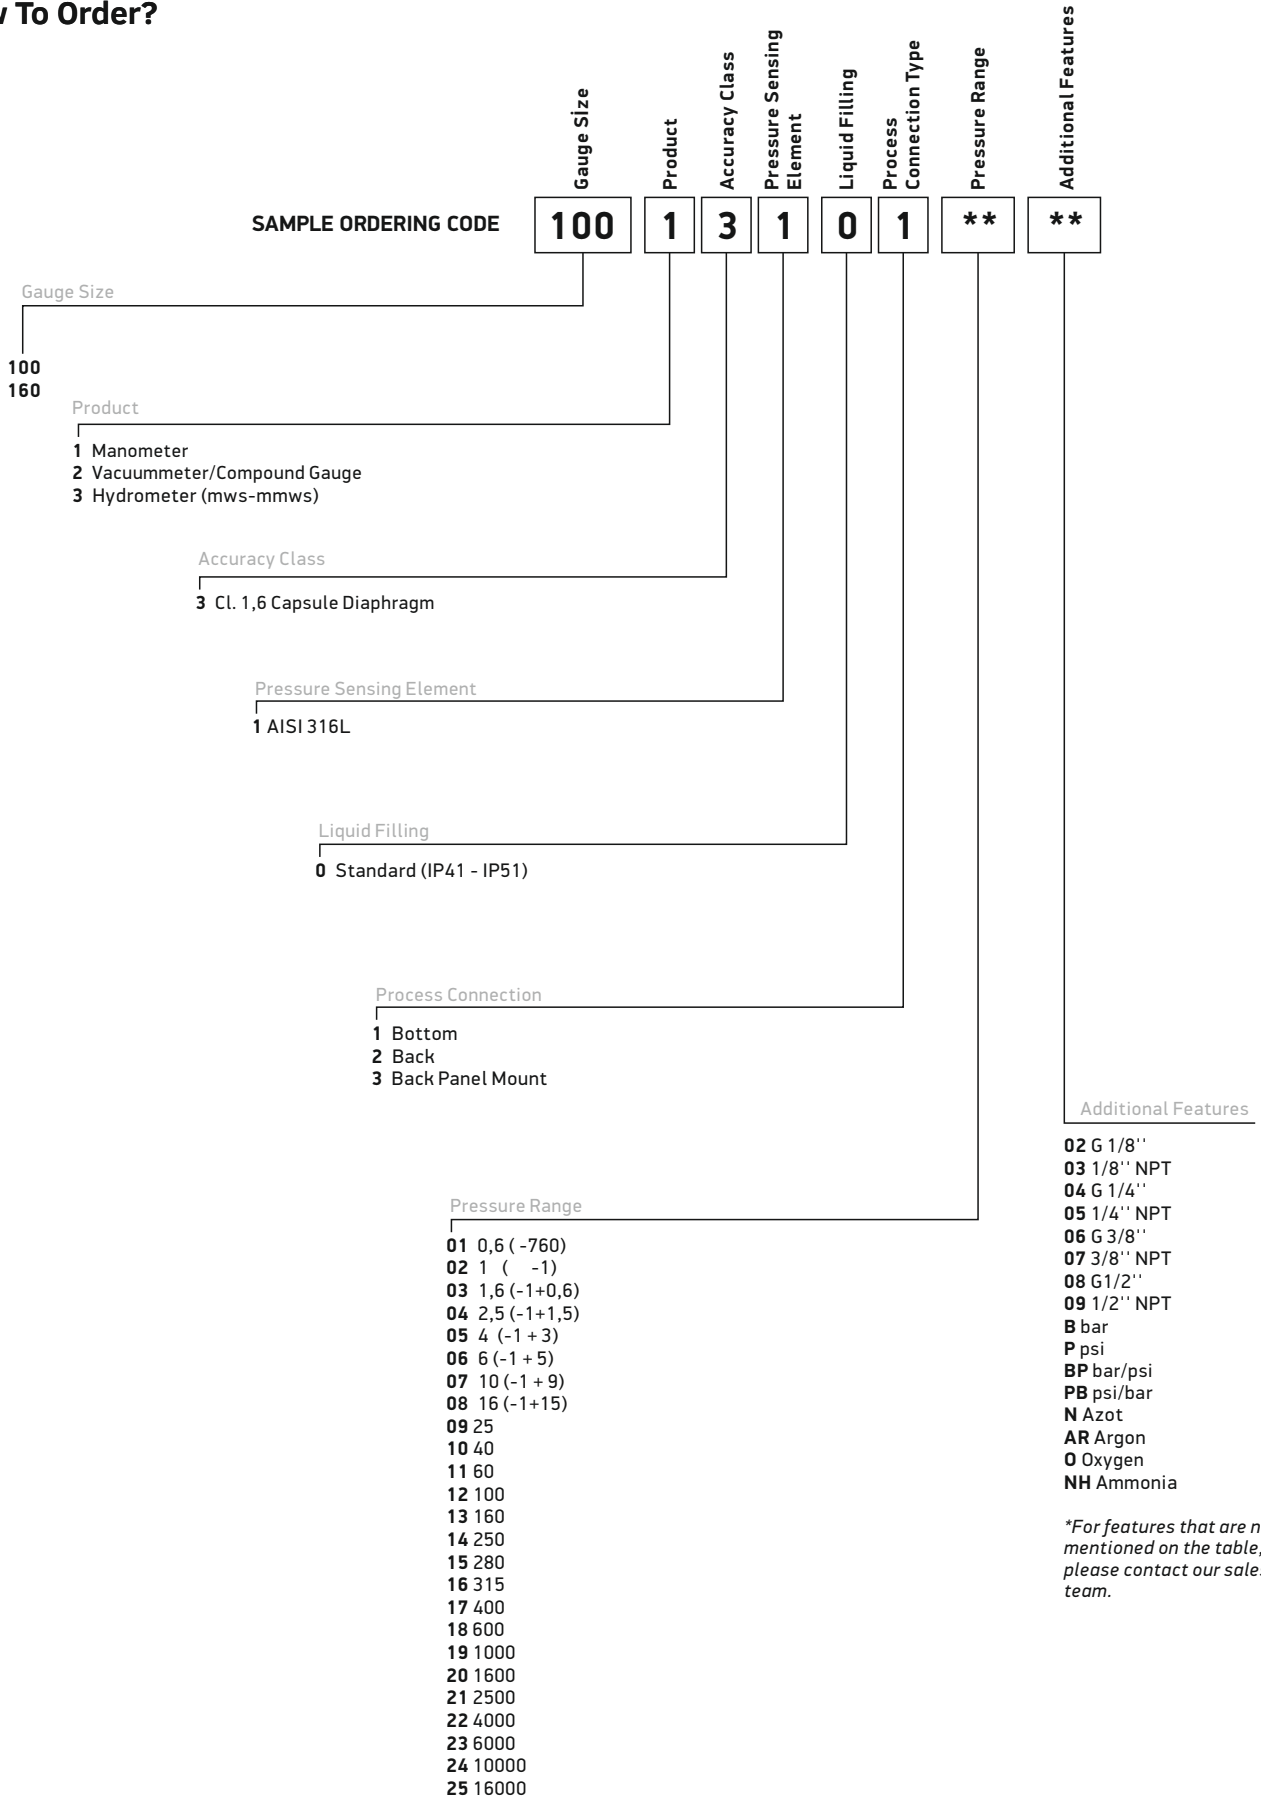 To Order?
Gauge Size
Product
Accuracy Class
Pressure Sensing
Element
Liquid Filling
Process
Connection Type
Pressure Range
Additional Features
SAMPLE ORDERING CODE 100 1 3 1 0 1 ** **
Gauge Size
100
160
Product
1 Manometer
2 Vacuummeter/Compound Gauge
3 Hydrometer (mws-mmws)
Accuracy Class
3 Cl. 1,6 Capsule Diaphragm
Pressure Sensing Element
1 AISI 316L
Liquid Filling
0 Standard (IP41 - IP51)
Process Connection
1 Bottom
2 Back
3 Back Panel Mount
Pressure Range
01 0,6 ( -760)
02 1 ( -1)
03 1,6 (-1+0,6)
04 2,5 (-1+1,5)
05 4 (-1 + 3)
06 6 (-1 + 5)
07 10 (-1 + 9)
08 16 (-1+15)
09 25
10 40
11 60
12 100
13 160
14 250
15 280
16 315
17 400
18 600
19 1000
20 1600
21 2500
22 4000
23 6000
24 10000
25 16000
Additional Features
02 G 1/8''
03 1/8'' NPT
04 G 1/4''
05 1/4'' NPT
06 G 3/8''
07 3/8'' NPT
08 G1/2''
09 1/2'' NPT
B bar
P psi
BP bar/psi
PB psi/bar
N Azot
AR Argon
O Oxygen
NH Ammonia
*For features that are
mentioned on the table,
please contact our
team.